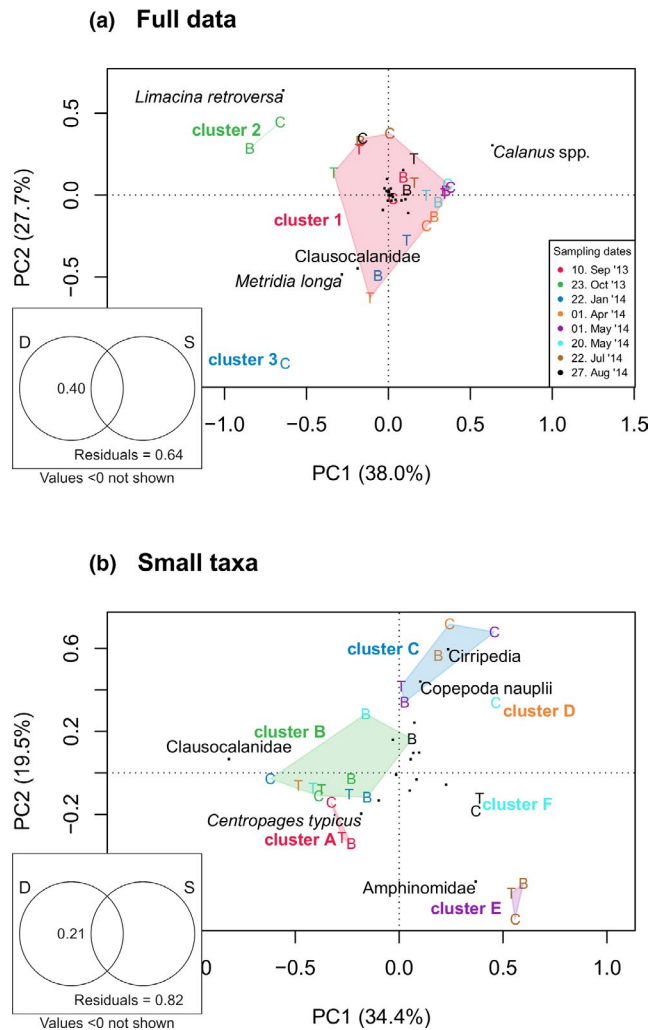 (a) Full data
Limacina retroversa
cluster 2
C
B
C
C
T
T
T
Calanus spp.
B
T
B
T
B
T
B
C
B
C
T
cluster 1
Clausocalanidae
Metridia longa
B
T
cluster 3 C
0.5
0.0
−0.5
PC2 (27.7%)
−1.0
−0.5
0.0
0.5
1.0
1.5
PC1 (38.0%)
Sampling dates
10. Sep '13
23. Oct '13
22. Jan '14
01. Apr '14
01. May '14
20. May '14
22. Jul '14
27. Aug '14
D
S
0.40
Residuals = 0.64
Values <0 not shown
(b) Small taxa
C
C
cluster C
B
Cirripedia
Copepoda nauplii
T
B
C
cluster D
B
cluster B
B
Clausocalanidae
C
T
T
T
B
C
T
B
C
Centropages typicus
cluster A
T
B
T
C
cluster F
Amphinomidae
B
T
cluster E
C
0.6
0.2
−0.2
PC2 (19.5%)
0
−0.5
0.0
0.5
1.0
PC1 (34.4%)
D
S
0.21
Residuals = 0.82
Values <0 not shown